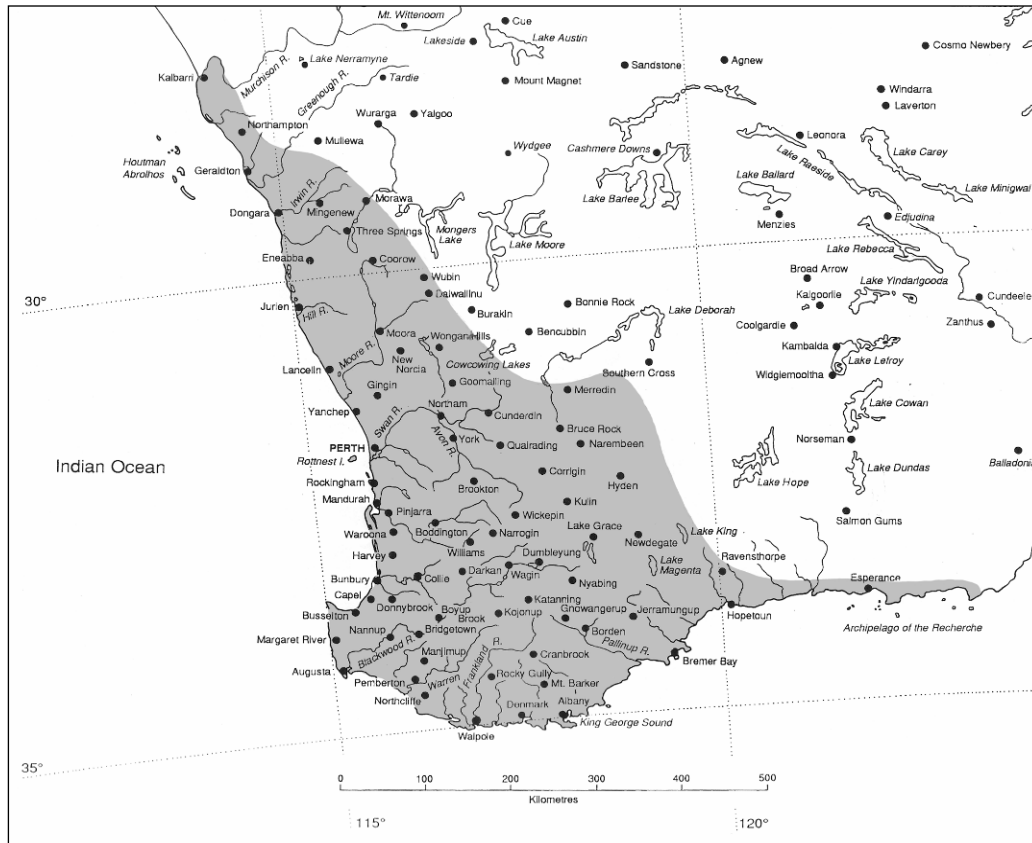 Mt. Wittenoom
Cue
Lakeside
Lake Austin
Cosmo Newbery
Lake Nerramyne
Sandstone
Agnew
Kalbarri
Murchison R.
Greenough R.
Tardie
Mount Magnet
Windarra
Laverton
Northampton
Wurarga
Yalgoo
Mullewa
Leonora
Houtman
Abrolhos
Wydgee
Cashmere Downs
Lake Carey
Geraldton
Lake Raeside
Lake Ballard
Lake Minigwal
Irwin R.
Mingenew
Morawa
Lake Barlee
Dongara
Menzies
Edjudina
Three Springs
Mongers
Lake
Lake Moore
Lake Rebecca
Eneabba
Coorow
Wubin
Broad Arrow
Lake Yindarlgooda
30°
Dalwallinu
Kalgoorlie
Cundeelee
Jurien
Hill R.
Burakin
Bonnie Rock
Lake Deborah
Coolgardie
Zanthus
Moora
Wongan Hills
Bencubbin
Kambalda
Moore R.
New
Norcia
Cowcowing Lakes
Southern Cross
Lake Lefroy
Lancelin
Widgiemooltha
Gingin
Goomalling
Merredin
Yanchep
Swan R.
Northam
Cunderdin
Lake Cowan
Bruce Rock
PERTH
Avon R.
York
Quairading
Narembeen
Norseman
Rottnest I.
Indian Ocean
Balladonia
Corrigin
Hyden
Lake Hope
Lake Dundas
Rockingham
Brookton
Mandurah
Kulin
Pinjarra
Wickepin
Salmon Gums
Waroona
Boddington
Narrogin
Lake Grace
Lake King
Williams
Newdegate
Harvey
Dumbleyung
Ravensthorpe
Lake
Magenta
Darkan
Wagin
Bunbury
Collie
Nyabing
Esperance
Capel
Donnybrook
Katanning
Busselton
Boyup
Brook
Kojonup
Gnowangerup
Jerramungup
Hopetoun
Nannup
Bridgetown
Borden
Archipelago of the Recherche
Margaret River
Blackwood R.
Frankland
R.
Pallinup R.
Manjimup
Cranbrook
Bremer Bay
Augusta
Pemberton
Warren
Rocky Gully
Mt. Barker
Northcliffe
Denmark
Albany
King George Sound
Walpole
35°
0
100
200
300
400
500
Kilometres
115°
120°